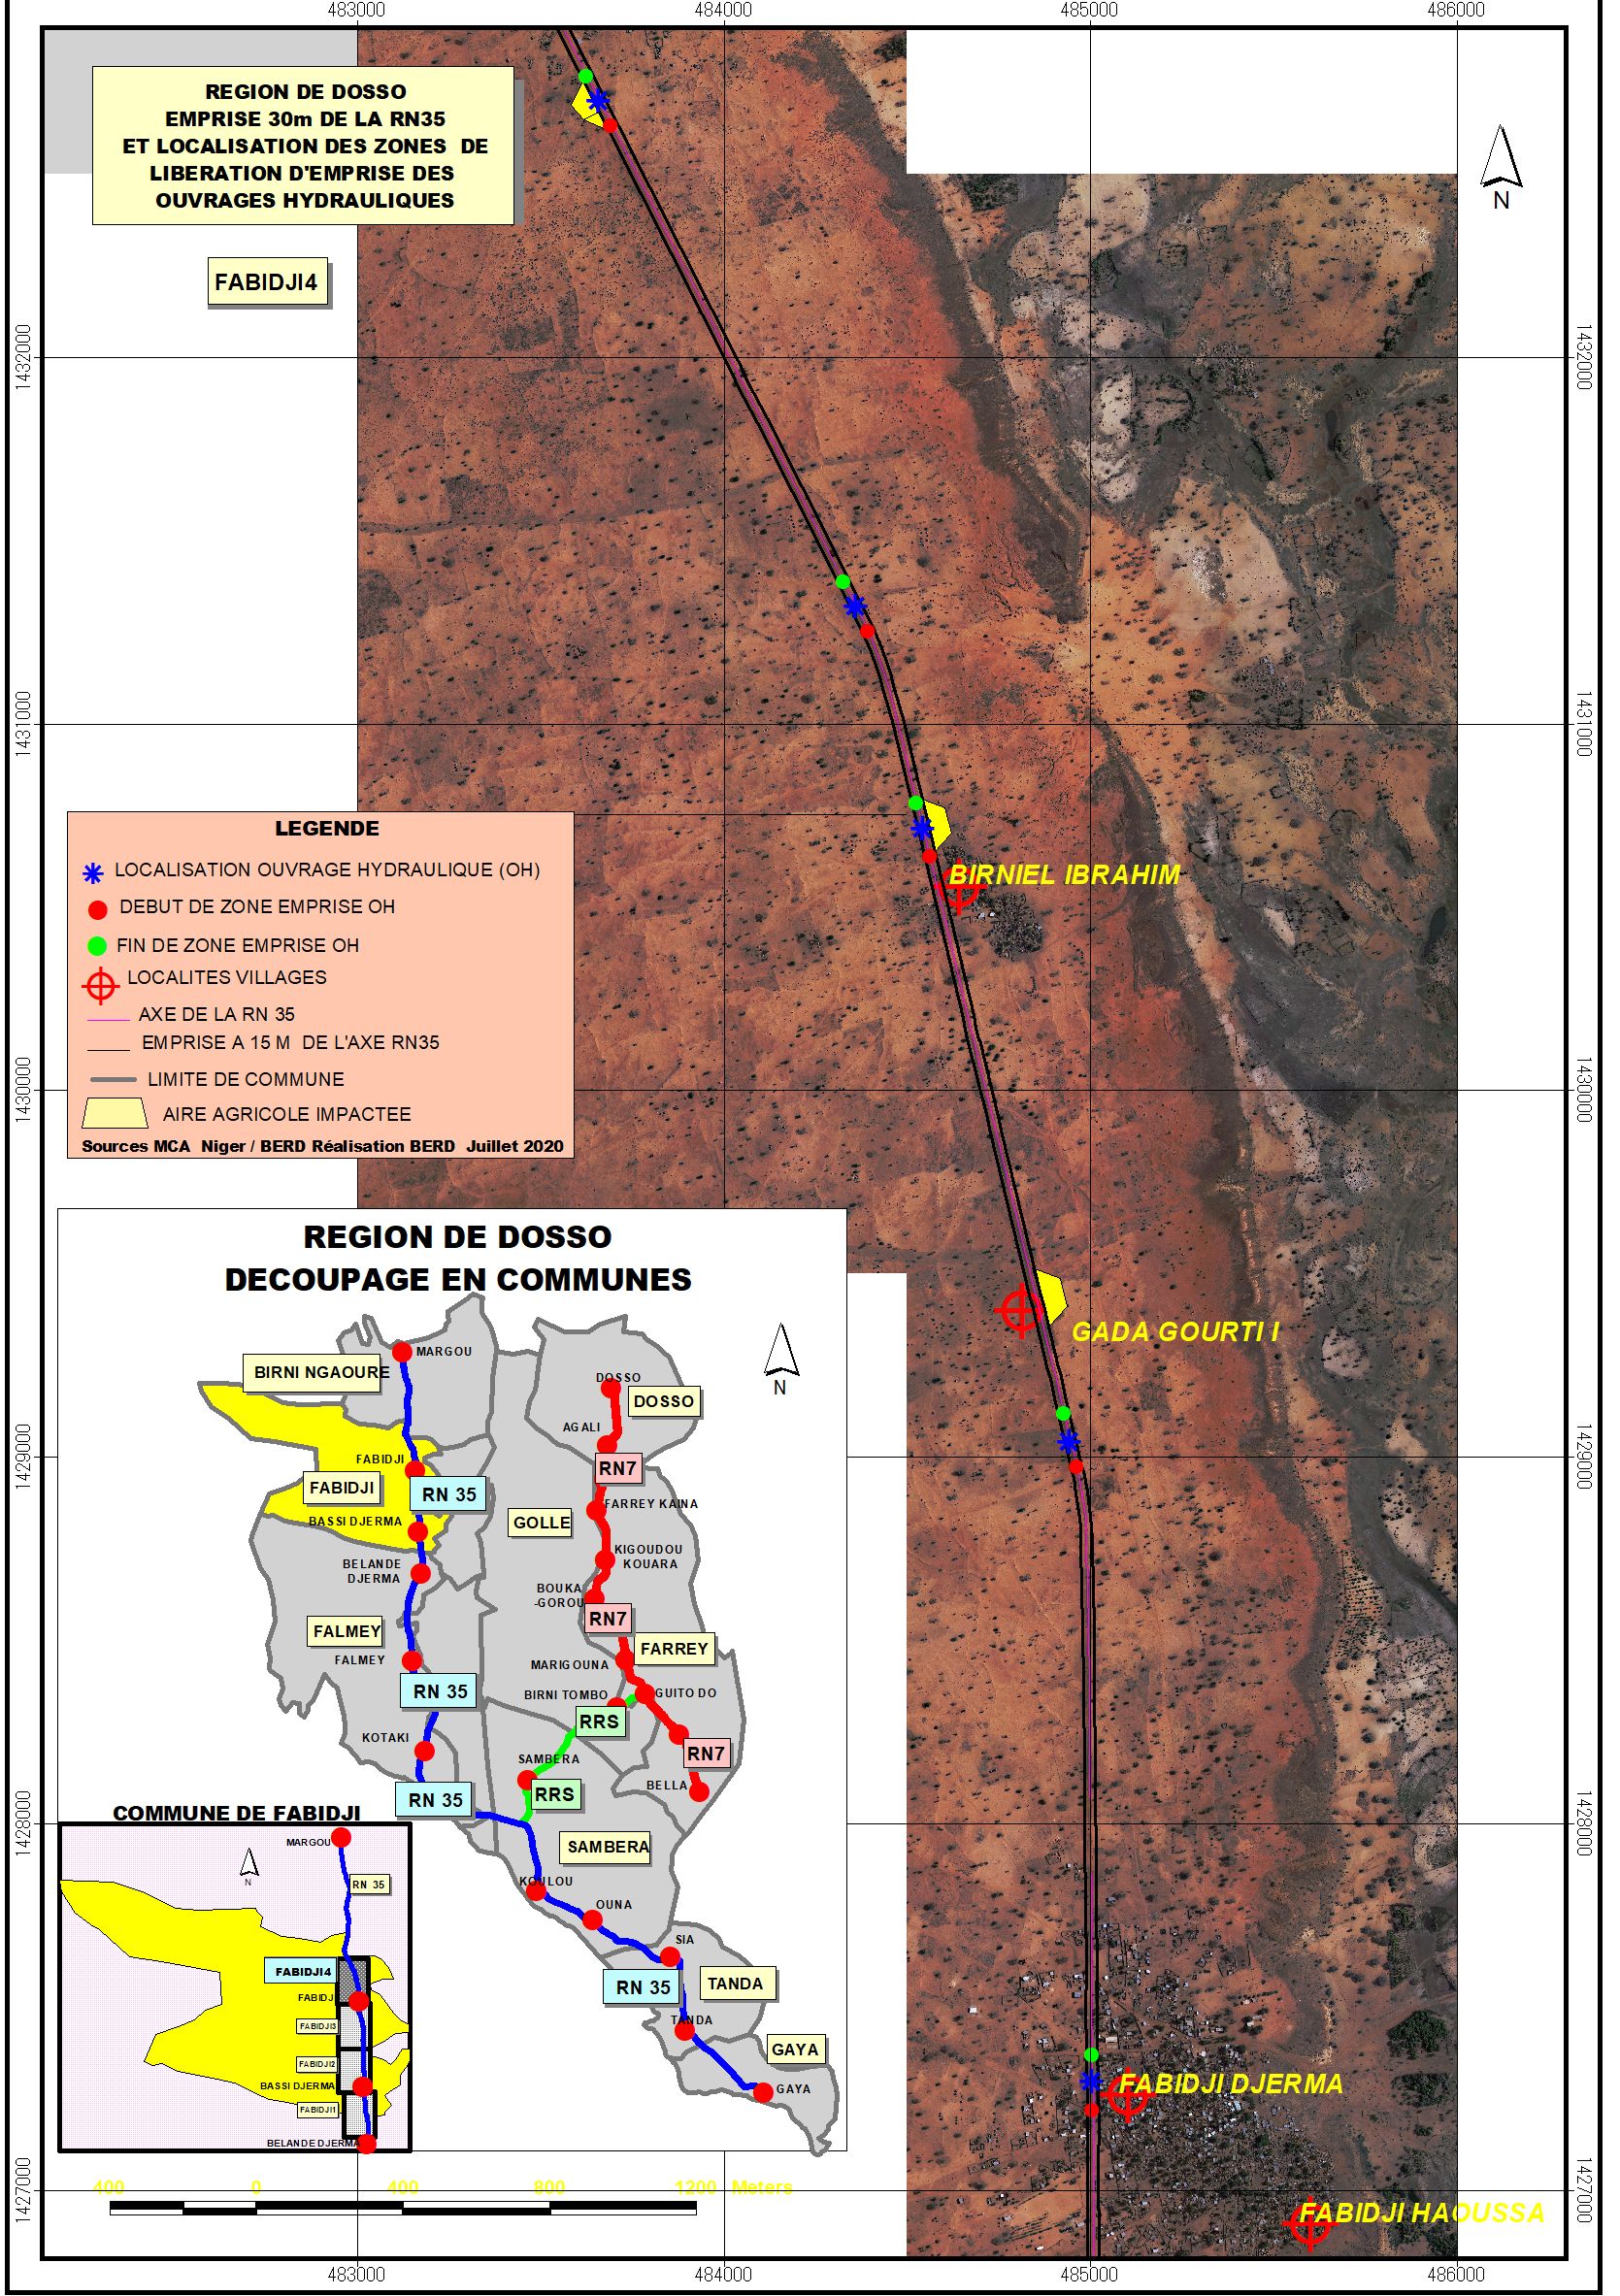 483000
484000
485000
486000
REGION DE DOSSO
EMPRISE 30m DE LA RN35
ET LOCALISATION DES ZONES DE
LIBERATION D'EMPRISE DES
OUVRAGES HYDRAULIQUES
N
FABIDJI4
1432000
1432000
1431000
1431000
LEGENDE
LOCALISATION OUVRAGE HYDRAULIQUE (OH)
DEBUT DE ZONE EMPRISE OH
FIN DE ZONE EMPRISE OH
LOCALITES VILLAGES
AXE DE LA RN 35
EMPRISE A 15 M DE L'AXE RN35
LIMITE DE COMMUNE
AIRE AGRICOLE IMPACTEE
Sources MCA Niger / BERD Réalisation BERD Juillet 2020
BIRNIEL IBRAHIM
1430000
1430000
GADA GOURTI I
1429000
1429000
REGION DE DOSSO
DECOUPAGE EN COMMUNES
N
MARGOU
BIRNI NGAOURE
DOSSO
DOSSO
AGALI
FABIDJI
RN7
FABIDJI
RN 35
FARREY KAINA
GOLLE
BASSI DJERMA
KIGOUDOU
KOUARA
BELANDE
DJERMA
BOUKA
-GOROU
RN7
FALMEY
FARREY
FALMEY
MARIGOUNA
RN 35
BIRNI TOMBO
GUITO DO
RRS
KOTAKI
RN7
SAMBERA
BELLA
RN 35
RRS
SAMBERA
KOULOU
OUNA
SIA
RN 35
TANDA
TANDA
GAYA
GAYA
1428000
1428000
COMMUNE DE FABIDJI
MARGOU
N
RN 35
FABIDJI4
FABIDJI
FABIDJI3
FABIDJI2
BASSI DJERMA
FABIDJI1
BELANDE DJERMA
FABIDJI DJERMA
FABIDJI HAOUSSA
1427000
1427000
400
0
400
800
1200 Meters
483000
484000
485000
486000